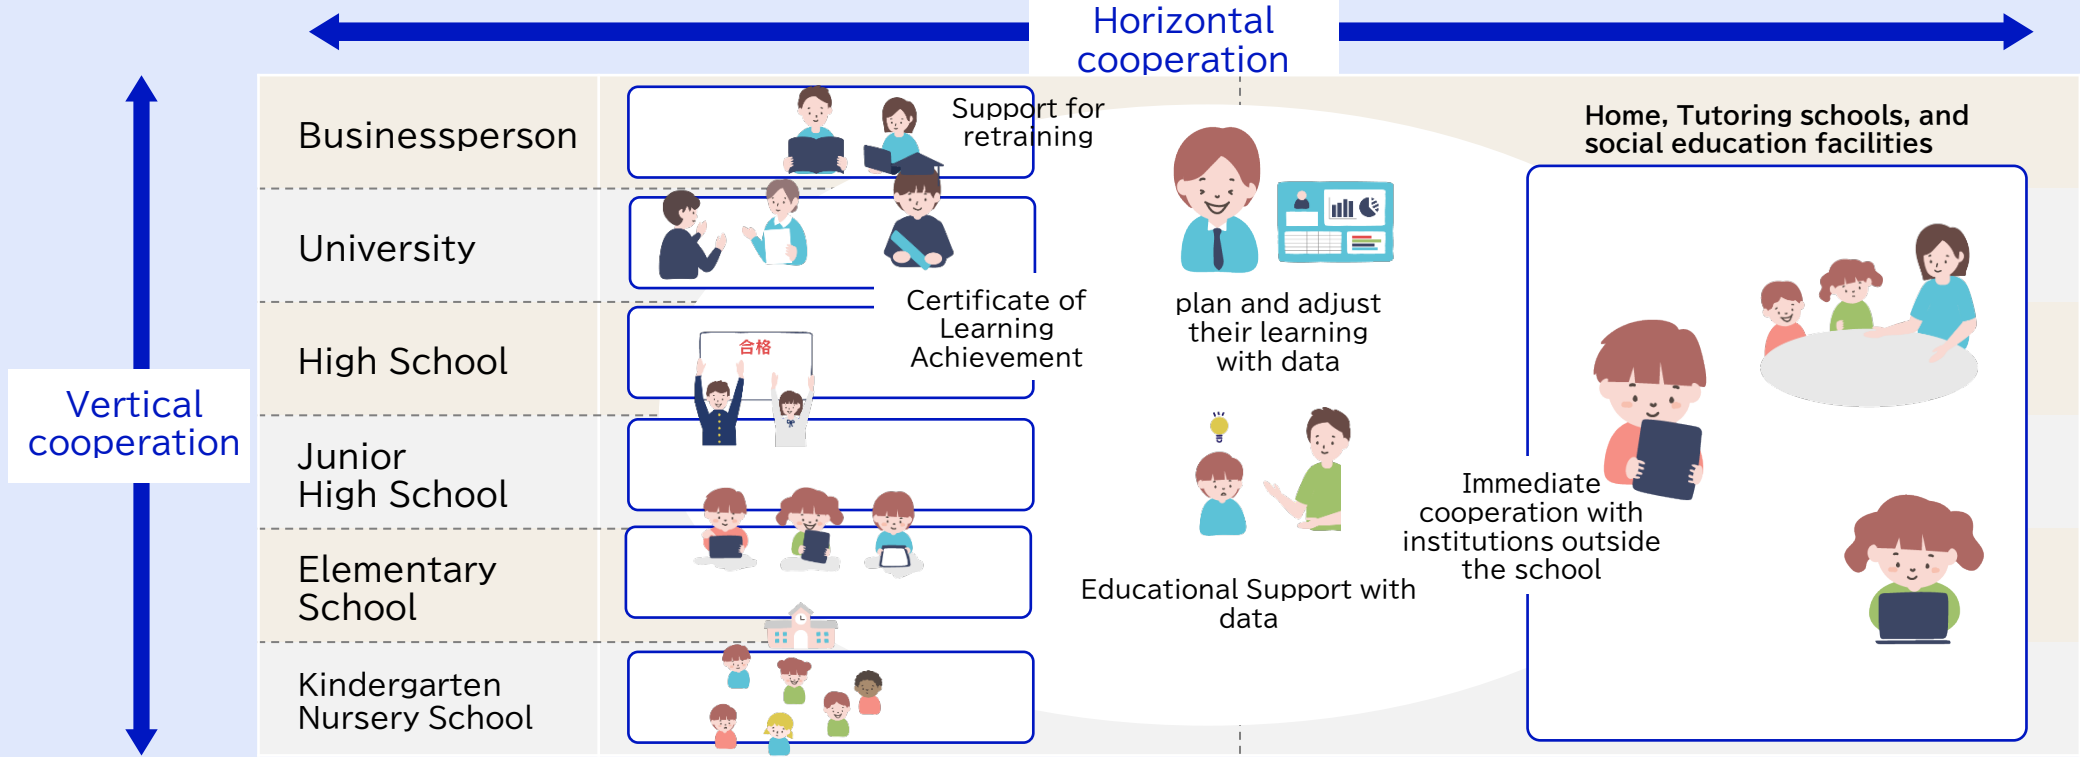 Horizontal
cooperation
Vertical
cooperation
Businessperson
Support for
retraining
University
Certificate of
Learning
Achievement
High School
合格
Junior
High School
Elementary
School
Kindergarten
Nursery School
plan and adjust
their learning
with data
Educational Support with
data
Immediate
cooperation with
institutions outside
the school
Home, Tutoring schools, and
social education facilities